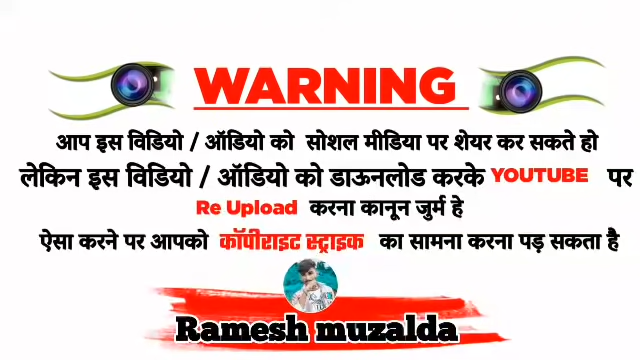 WARNING
आप इस विडियो / ऑडियो को सोशल मीडिया पर शेयर कर सकते हो
लेकिन इस विडियो / ऑडियो को डाऊनलोड करके YOUTUBE पर
Re Upload करना कानून जुर्म हे
ऐसा करने पर आपको कॉपीराइट स्ट्राइक का सामना करना पड़ सकता है
Ramesh muzalda